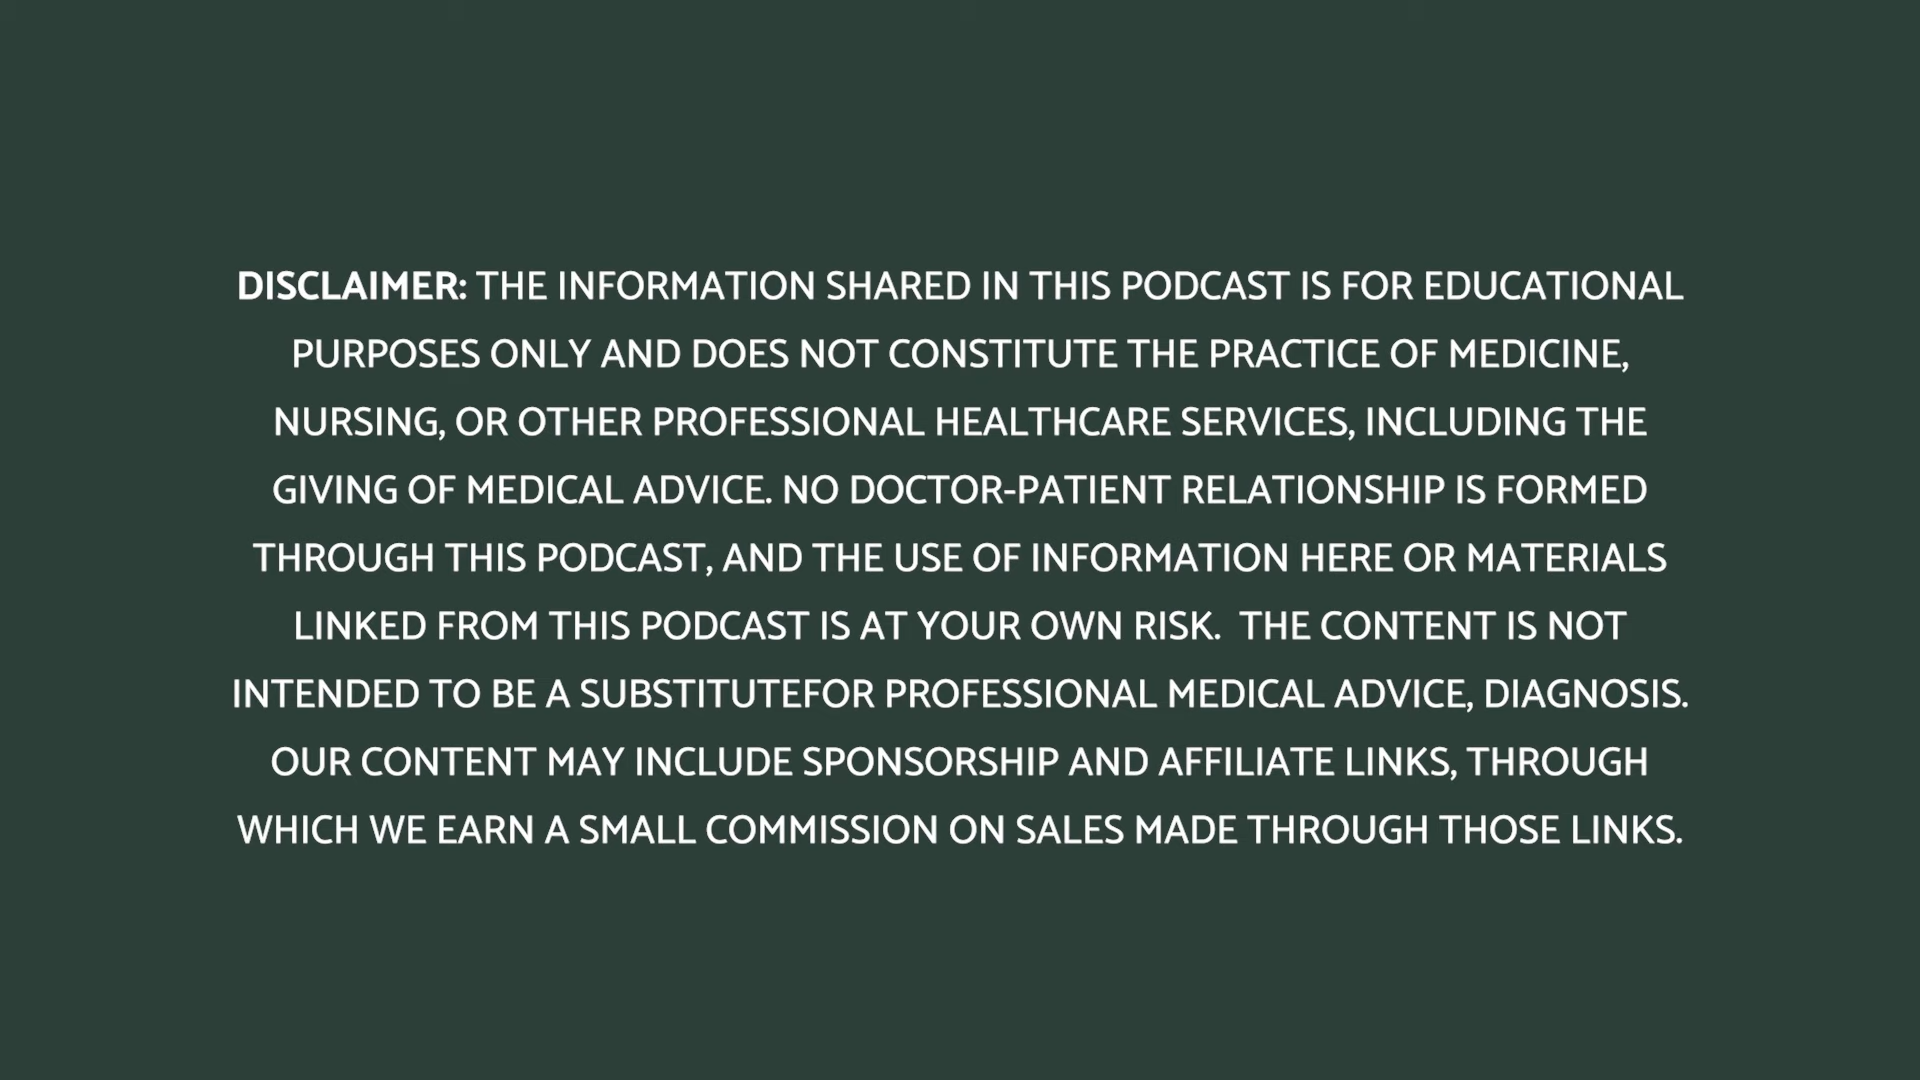 DISCLAIMER: THE INFORMATION SHARED IN THIS PODCAST IS FOR EDUCATIONAL
PURPOSES ONLY AND DOES NOT CONSTITUTE THE PRACTICE OF MEDICINE,
NURSING, OR OTHER PROFESSIONAL HEALTHCARE SERVICES, INCLUDING THE
GIVING OF MEDICAL ADVICE. NO DOCTOR-PATIENT RELATIONSHIP IS FORMED
THROUGH THIS PODCAST, AND THE USE OF INFORMATION HERE OR MATERIALS
LINKED FROM THIS PODCAST IS AT YOUR OWN RISK.  THE CONTENT IS NOT
INTENDED TO BE A SUBSTITUTEFOR PROFESSIONAL MEDICAL ADVICE, DIAGNOSIS.
OUR CONTENT MAY INCLUDE SPONSORSHIP AND AFFILIATE LINKS, THROUGH
WHICH WE EARN A SMALL COMMISSION ON SALES MADE THROUGH THOSE LINKS.